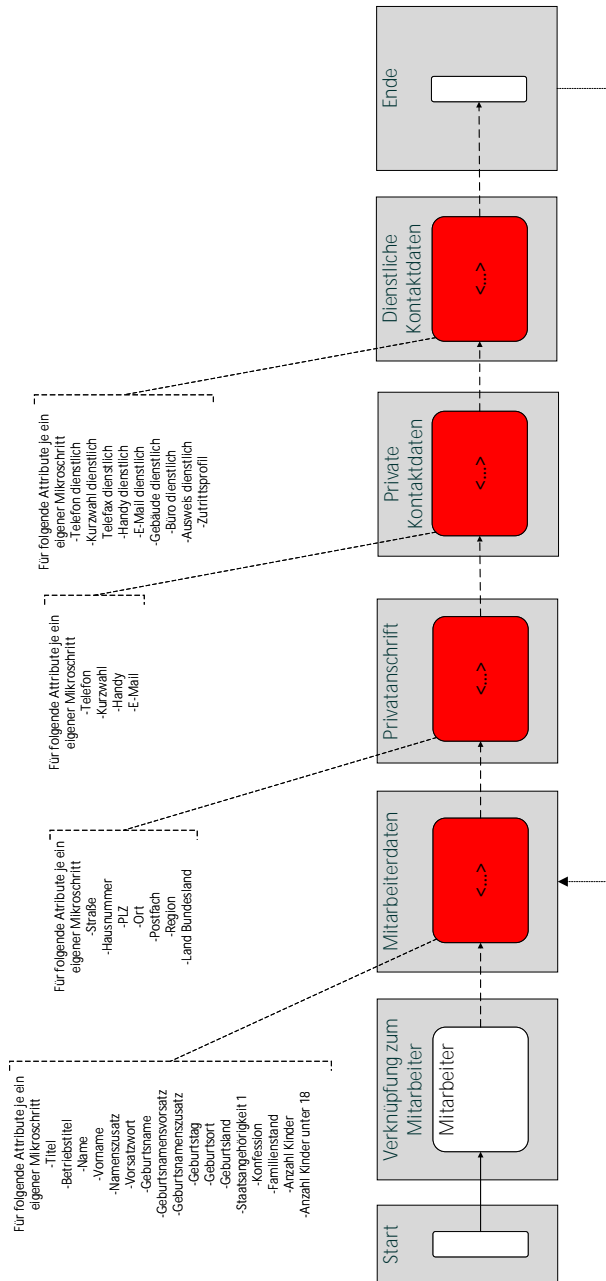 Für folgende Attribute je ein
eigener Mikroschritt
-Titel
-Betriebstitel
-Name
-Vorname
-Namenszusatz
-Vorsatzwort
-Geburtsname
-Geburtsnamensvorsatz
-Geburtsnamenszusatz
-Geburtstag
-Geburtsort
-Geburtsland
-Staatsangehörigkeit 1
-Konfession
-Familienstand
-Anzahl Kinder
-Anzahl Kinder unter 18
Für folgende Atribute je ein
eigener Mikroschritt
-Straße
-Hausnummer
-PLZ
-Ort
-Postfach
-Region
-Land Bundesland
Für folgende Attribute je ein
eigener Mikroschritt
-Telefon
-Kurzwahl
-Handy
-E-Mail
Für folgende Attribute je ein
eigener Mikroschritt
-Telefon dienstlich
-Kurzwahl dienstlich
Telefax dienstlich
-Handy dienstlich
-E-Mail dienstlich
-Gebäude dienstlich
-Büro dienstlich
-Ausweis dienstlich
-Zutrittsprofil
Start
Verknüpfung zum
Mitarbeiter
Mitarbeiter
Mitarbeiterdaten
<...>
Privatanschrift
<...>
Private
Kontaktdaten
<...>
Dienstliche
Kontaktdaten
<...>
Ende